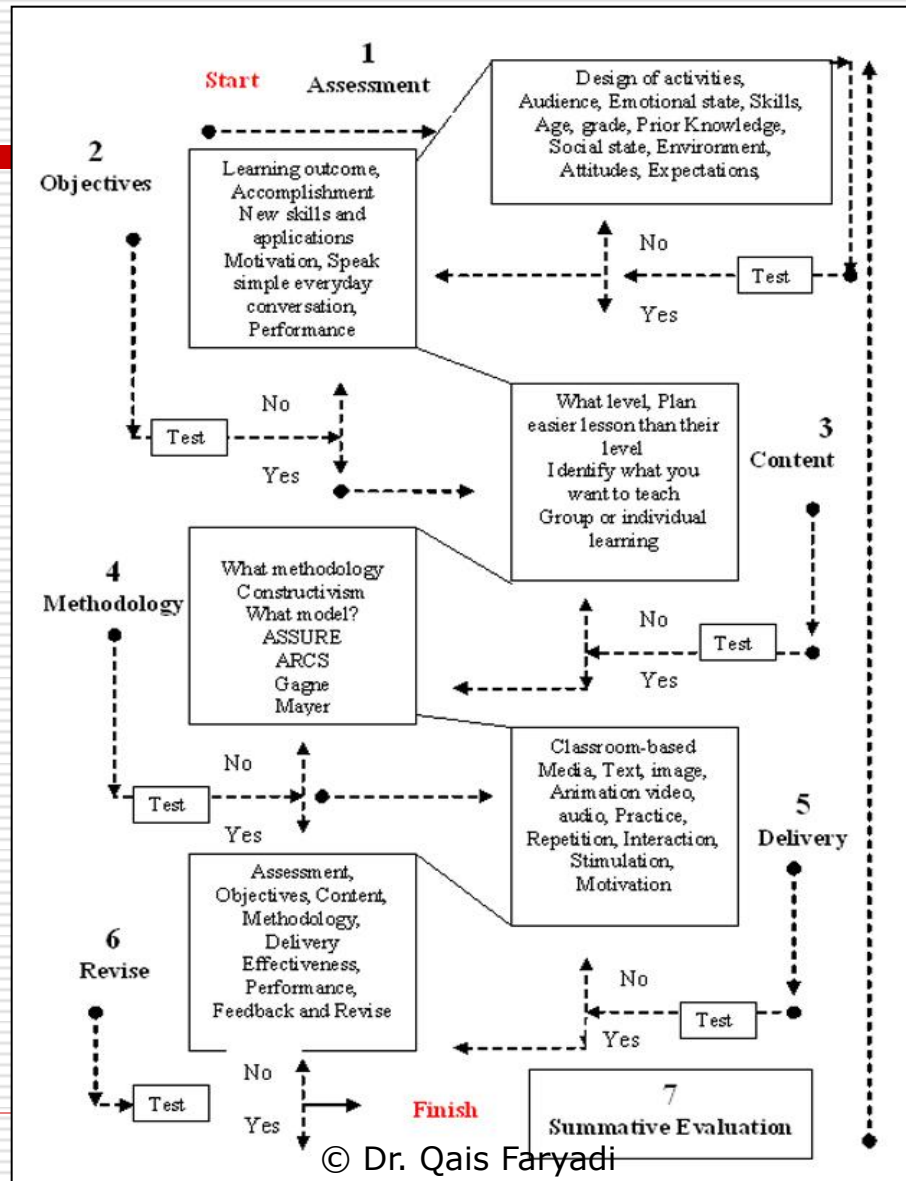 1
Start
Assessment
Design of activities,
Audience, Emotional state, Skills,
Age, grade, Prior Knowledge,
Social state, Environment,
Attitudes, Expectations,
No
Test
Yes
2
Objectives
Learning outcome,
Accomplishment
New skills and
applications
Motivation, Speak
simple everyday
conversation,
Performance
No
Test
Yes
What level, Plan
easier lesson than their
level
Identify what you
want to teach
Group or individual
learning
3
Content
No
Test
Yes
4
Methodology
What methodology
Constructivism
What model?
ASSURE
ARCS
Gagne
Mayer
No
Test
Yes
Classroom-based
Media, Text, image,
Animation video,
audio, Practice,
Repetition, Interaction,
Stimulation,
Motivation
5
Delivery
No
Test
Yes
6
Revise
Assessment,
Objectives, Content,
Methodology,
Delivery
Effectiveness,
Performance,
Feedback and Revise
No
Test
Yes
Finish
7
Summative Evaluation
© Dr. Qais Faryadi